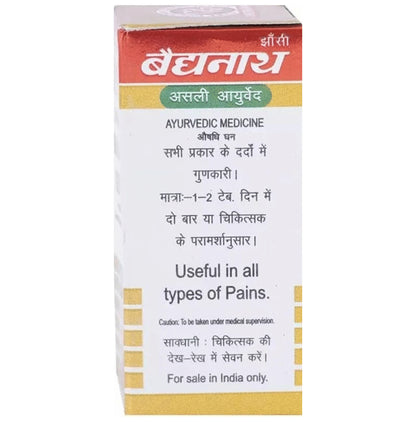 झाँसी
बैद्यनाथ
असली आयुर्वेद
AYURVEDIC MEDICINE
औषधि घन
सभी प्रकार के दर्दों में
गुणकारी।
मात्राः-1-2 टेब. दिन में
दो बार या चिकित्सक
के परामर्शानुसार।
Useful in all
types of Pains.
Caution: To be taken under medical supervision.
सावधानी : चिकित्सक की
देख-रेख में सेवन करें।
For sale in India only.